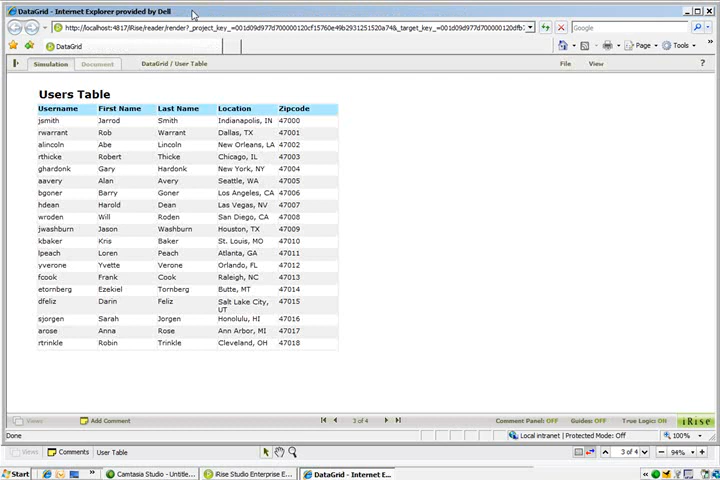 DataGrid - Internet Explorer provided by Dell
http://localhost:4817/iRise/reader/render?_project_key_=001d09d977d700000120cf15760e49b2931251520a74&_target_key_=001d09d977d700000120dfb
Google
DataGrid
Page
Tools
Simulation Document DataGrid / User Table File View ?
Users Table
Username First Name Last Name Location Zipcode
jsmith Jarrod Smith Indianapolis, IN 47000
rwarrant Rob Warrant Dallas, TX 47001
alincoln Abe Lincoln New Orleans, LA 47002
rthicke Robert Thicke Chicago, IL 47003
ghardonk Gary Hardonk New York, NY 47004
aavery Alan Avery Seattle, WA 47005
bgoner Barry Goner Los Angeles, CA 47006
hdean Harold Dean Las Vegas, NV 47007
wroden Will Roden San Diego, CA 47008
jwashburn Jason Washburn Houston, TX 47009
kbaker Kris Baker St. Louis, MO 47010
lpeach Loren Peach Atlanta, GA 47011
yverone Yvette Verone Orlando, FL 47012
fcook Frank Cook Raleigh, NC 47013
etornberg Ezekiel Tornberg Butte, MT 47014
dfeliz Darin Feliz Salt Lake City, UT 47015
sjorgen Sarah Jorgen Honolulu, HI 47016
arose Anna Rose Ann Arbor, MI 47017
rtrinkle Robin Trinkle Cleveland, OH 47018
Views Add Comment 3 of 4 Comment Panel: OFF Guides: OFF True Logic: ON iRise
Done Local intranet | Protected Mode: Off 100%
Views Comments User Table 3 of 4 94%
Start Camtasia Studio - Untitle... iRise Studio Enterprise E... DataGrid - Internet E...